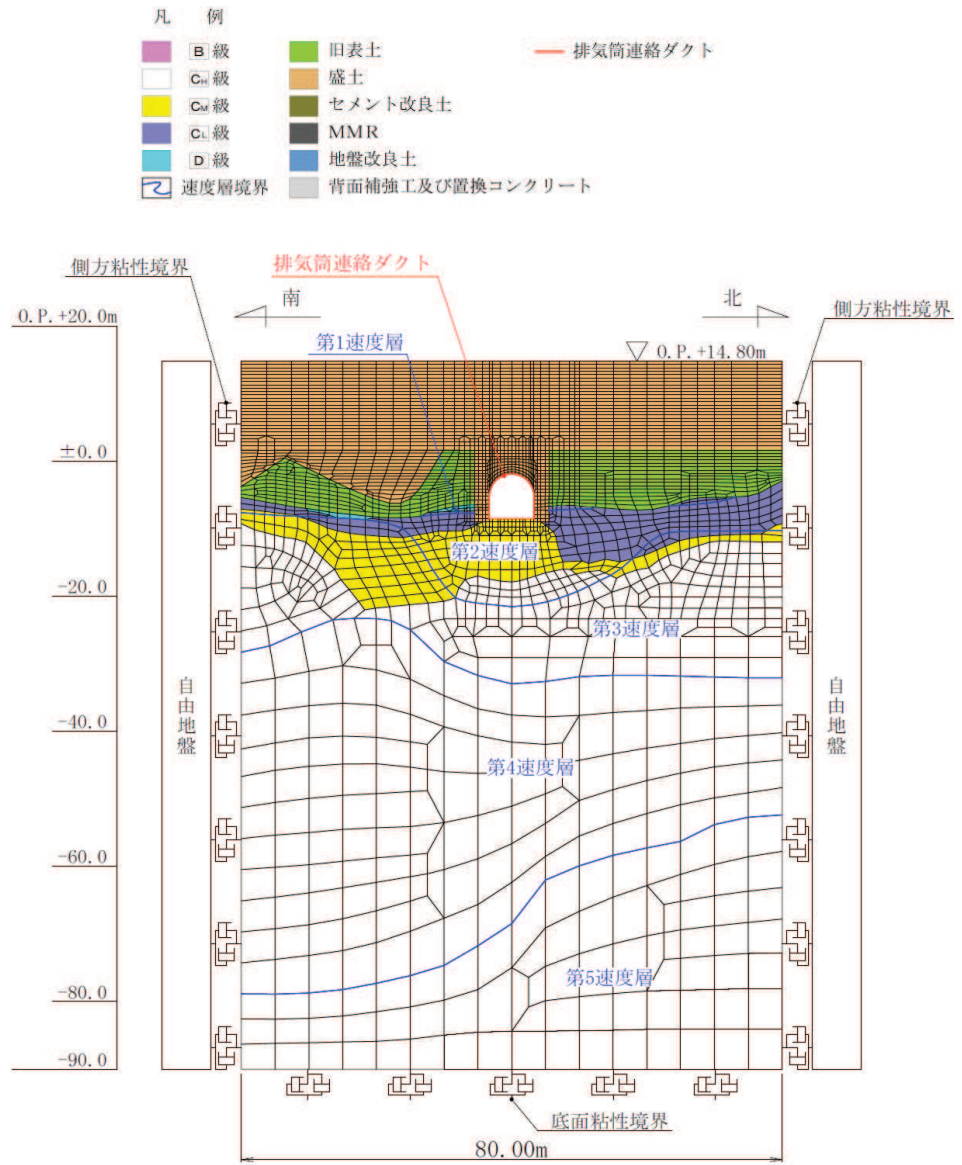 凡 例
B 級
CH 級
CM 級
CL 級
D 級
速度層境界
旧表土
盛土
セメント改良土
MMR
地盤改良土
背面補強工及び置換コンクリート
排気筒連絡ダクト
側方粘性境界
排気筒連絡ダクト
南
北
側方粘性境界
O.P.+20.0m
第1速度層
O.P.+14.80m
±0.0
第2速度層
-20.0
第3速度層
自由地盤
自由地盤
-40.0
第4速度層
-60.0
第5速度層
-80.0
-90.0
底面粘性境界
80.00m